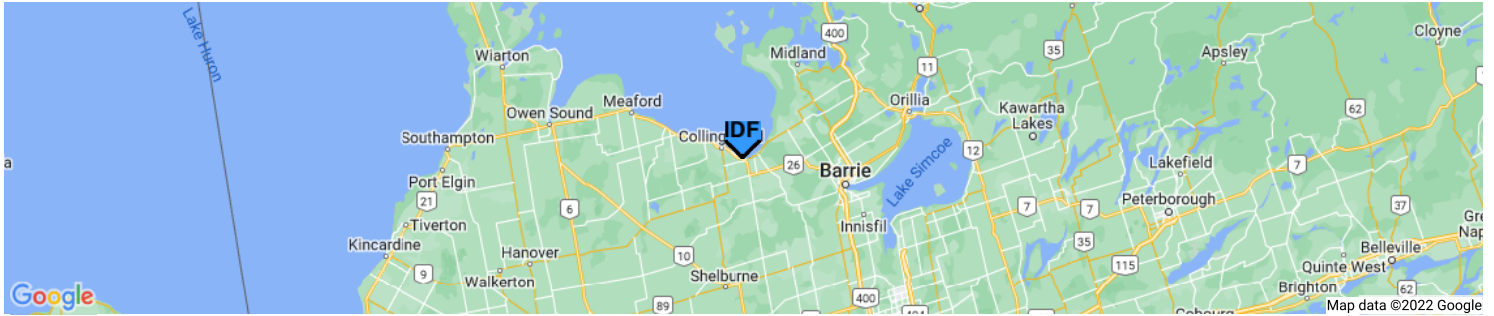 Cloyne
400
35
Midland
Apsley
Wiarton
Lake Huron
11
Orillia
Meaford
Kawartha
Lakes
62
Owen Sound
IDF
Southampton
Colling
12
26
Barrie
Lake Simcoe
Lakefield
7
a
Port Elgin
21
6
7
7
Peterborough
37
Tiverton
Innisfil
Gre
Nap
Kincardine
35
Belleville
Hanover
10
115
Quinte West
9
Walkerton
Shelburne
Brighton
62
Google
89
400
404
Cobourg
Map data ©2022 Google